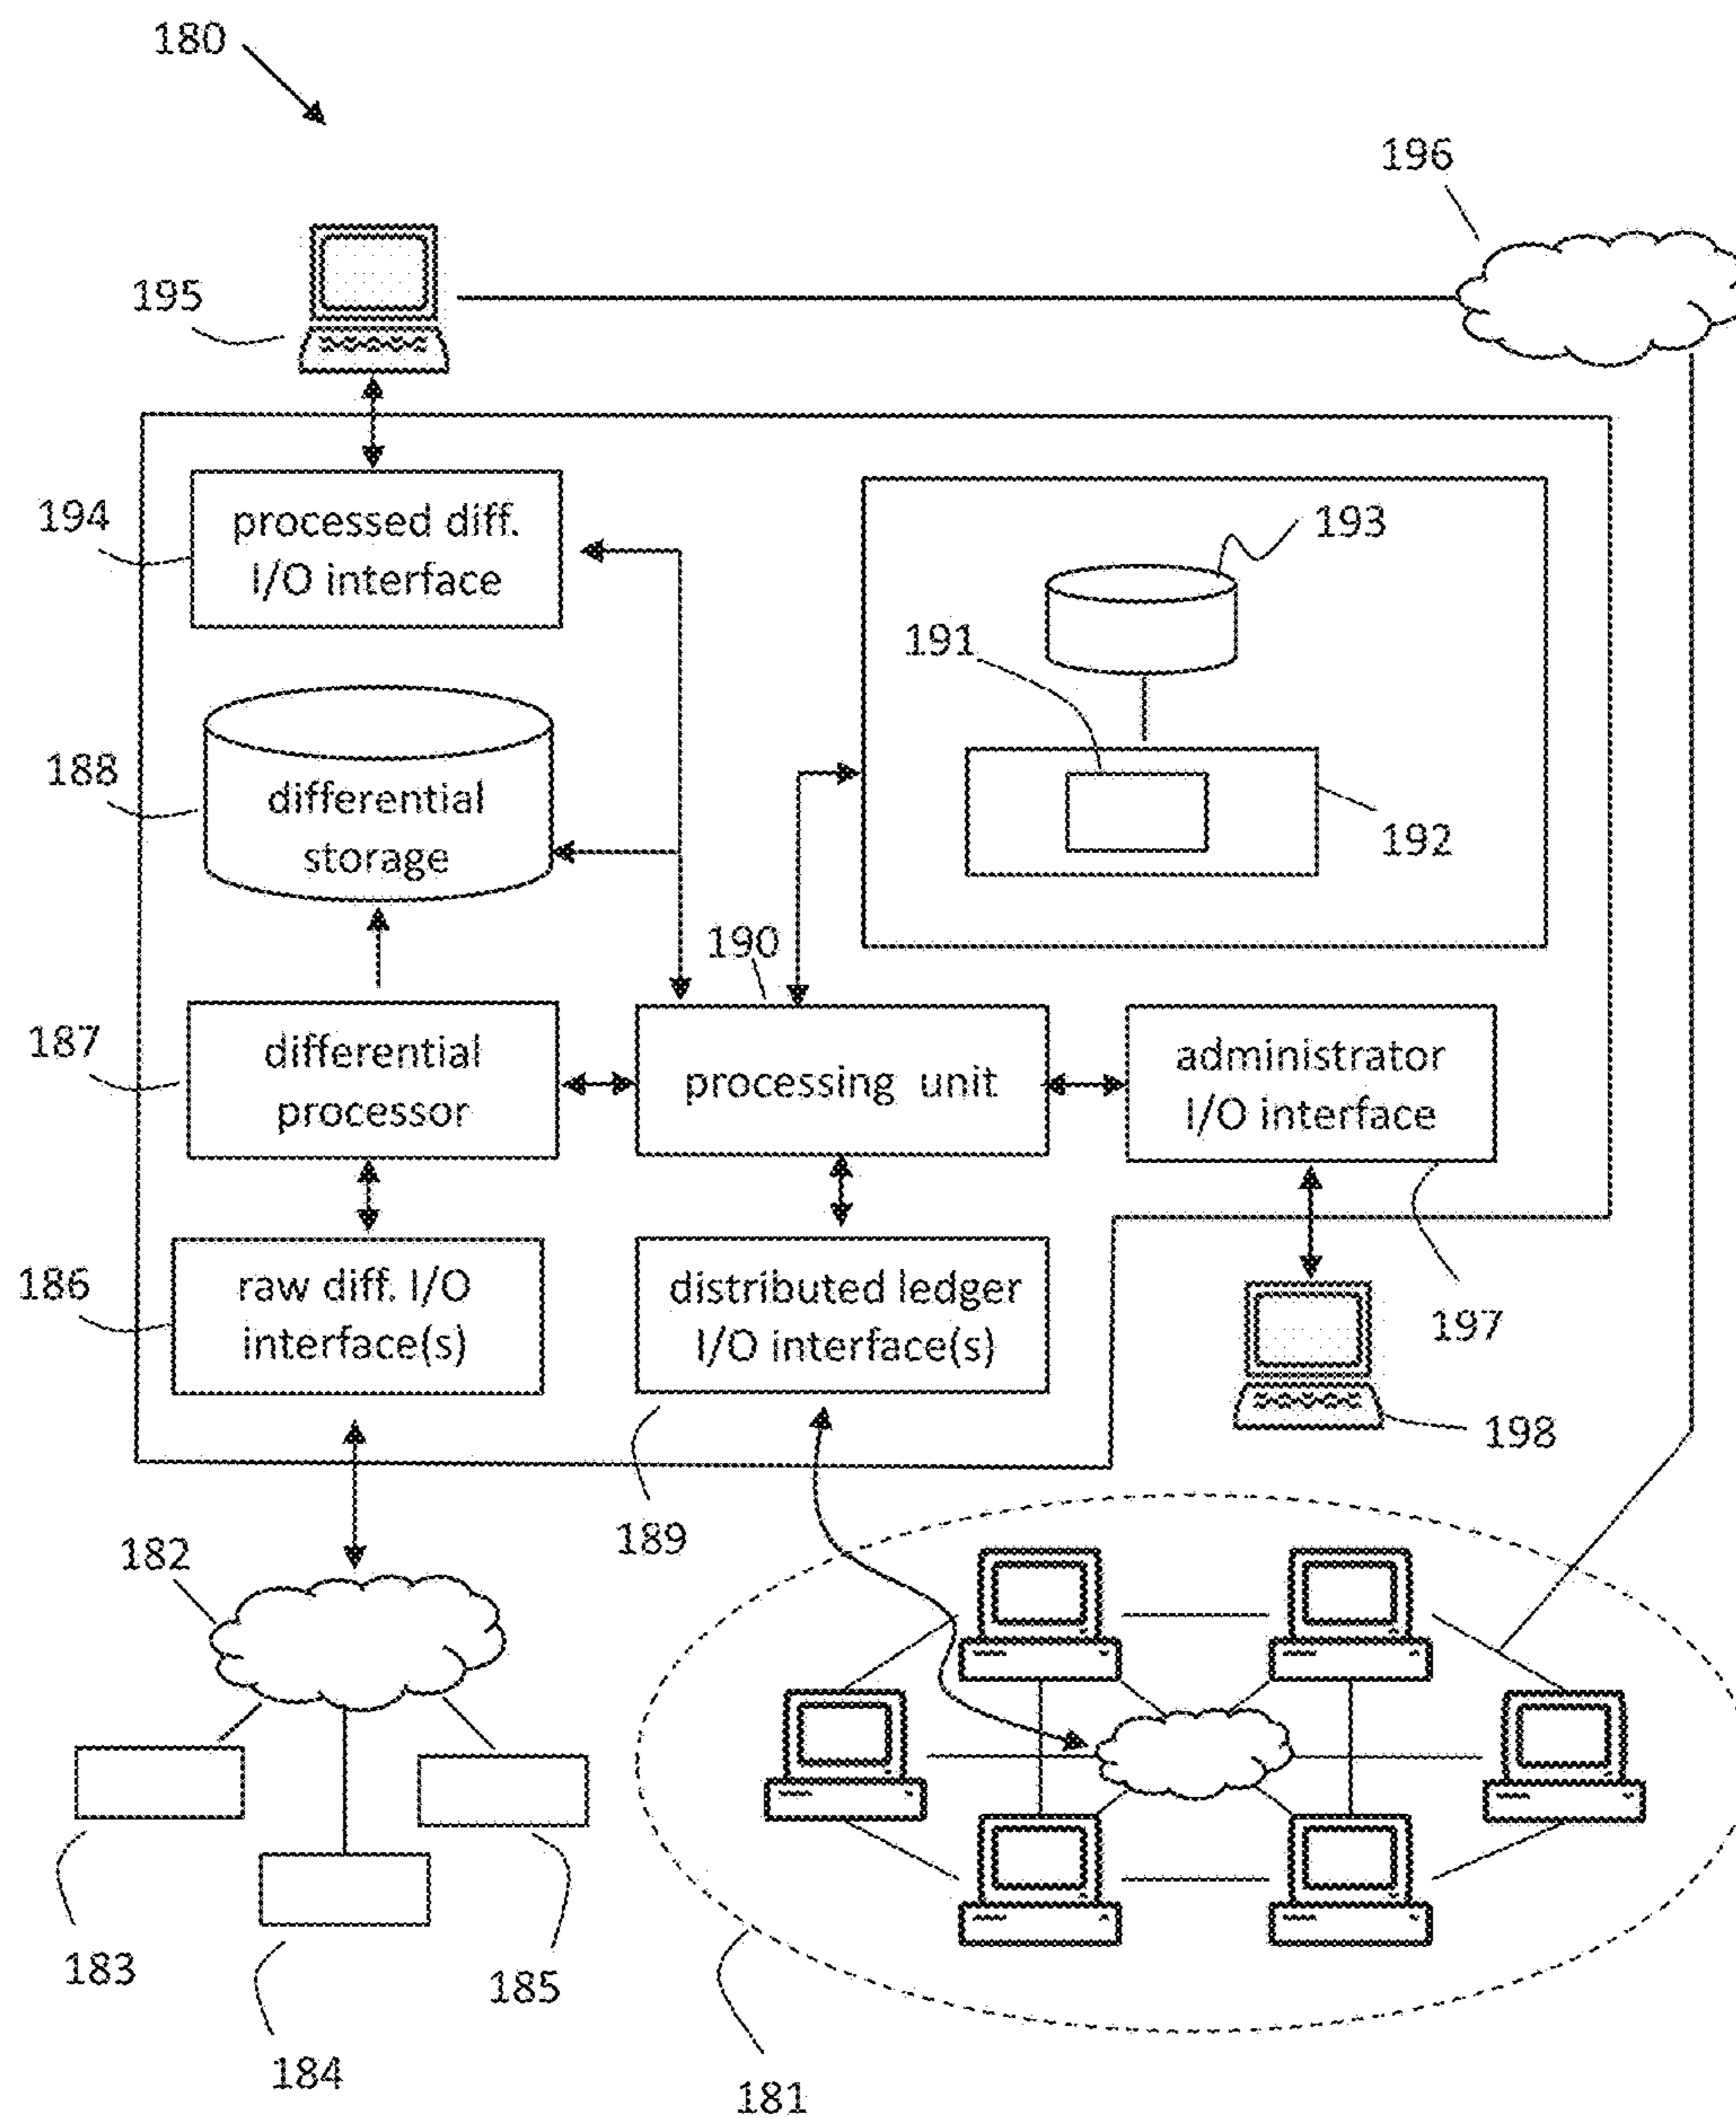 180
196
195
194
processed diff.
I/O interface
193
191
188
differential
storage
192
190
187
differential
processor
processing unit
administrator
I/O interface
186
raw diff. I/O
interface(s)
distributed ledger
I/O interface(s)
197
198
189
182
183
185
184
181